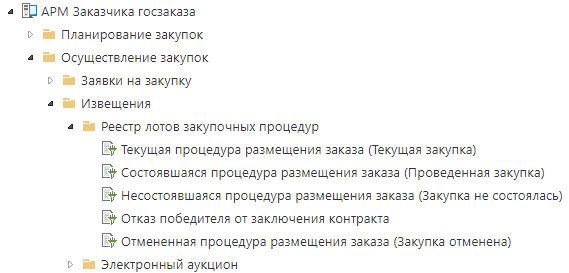 АРМ Заказчика госзаказа
Планирование закупок
Осуществление закупок
Заявки на закупку
Извещения
Реестр лотов закупочных процедур
Текущая процедура размещения заказа (Текущая закупка)
Состоявшаяся процедура размещения заказа (Проведенная закупка)
Несостоявшаяся процедура размещения заказа (Закупка не состоялась)
Отказ победителя от заключения контракта
Отмененная процедура размещения заказа (Закупка отменена)
Электронный аукцион